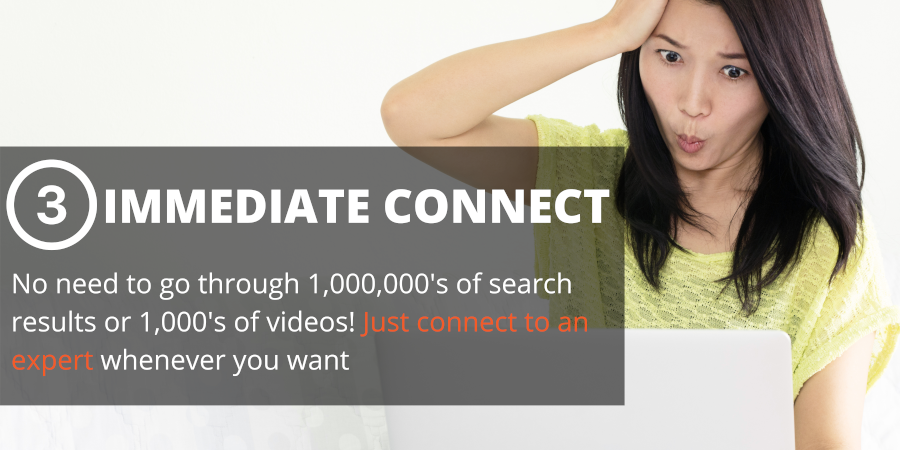 3 IMMEDIATE CONNECT
No need to go through 1,000,000's of search
results or 1,000's of videos! Just connect to an
expert whenever you want